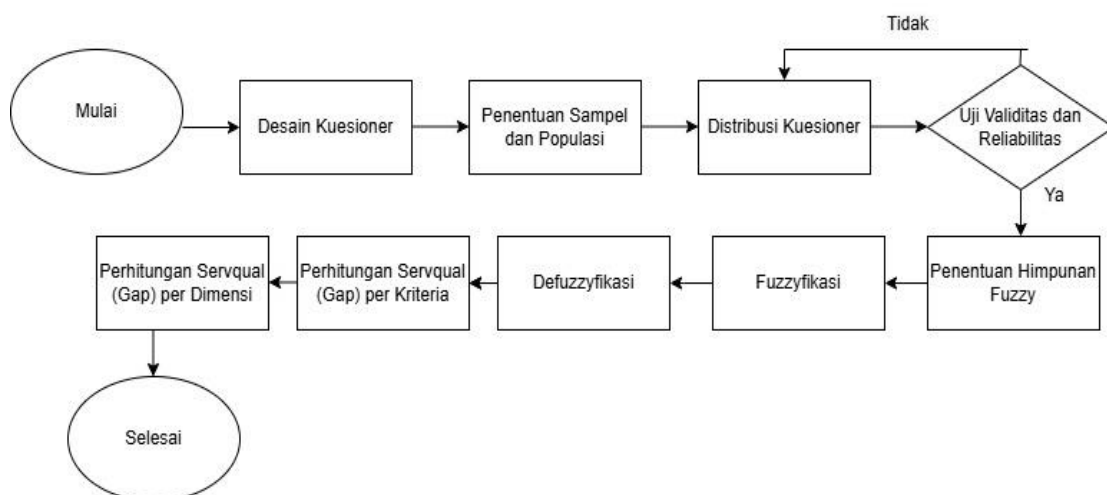 Tidak
Mulai
Desain Kuesioner
Penentuan Sampel
dan Populasi
Distribusi Kuesioner
Uji Validitas dan
Reliabilitas
Ya
Penentuan Himpunan
Fuzzy
Fuzzyfikasi
Defuzzyfikasi
Perhitungan Servqual
(Gap) per Kriteria
Perhitungan Servqual
(Gap) per Dimensi
Selesai